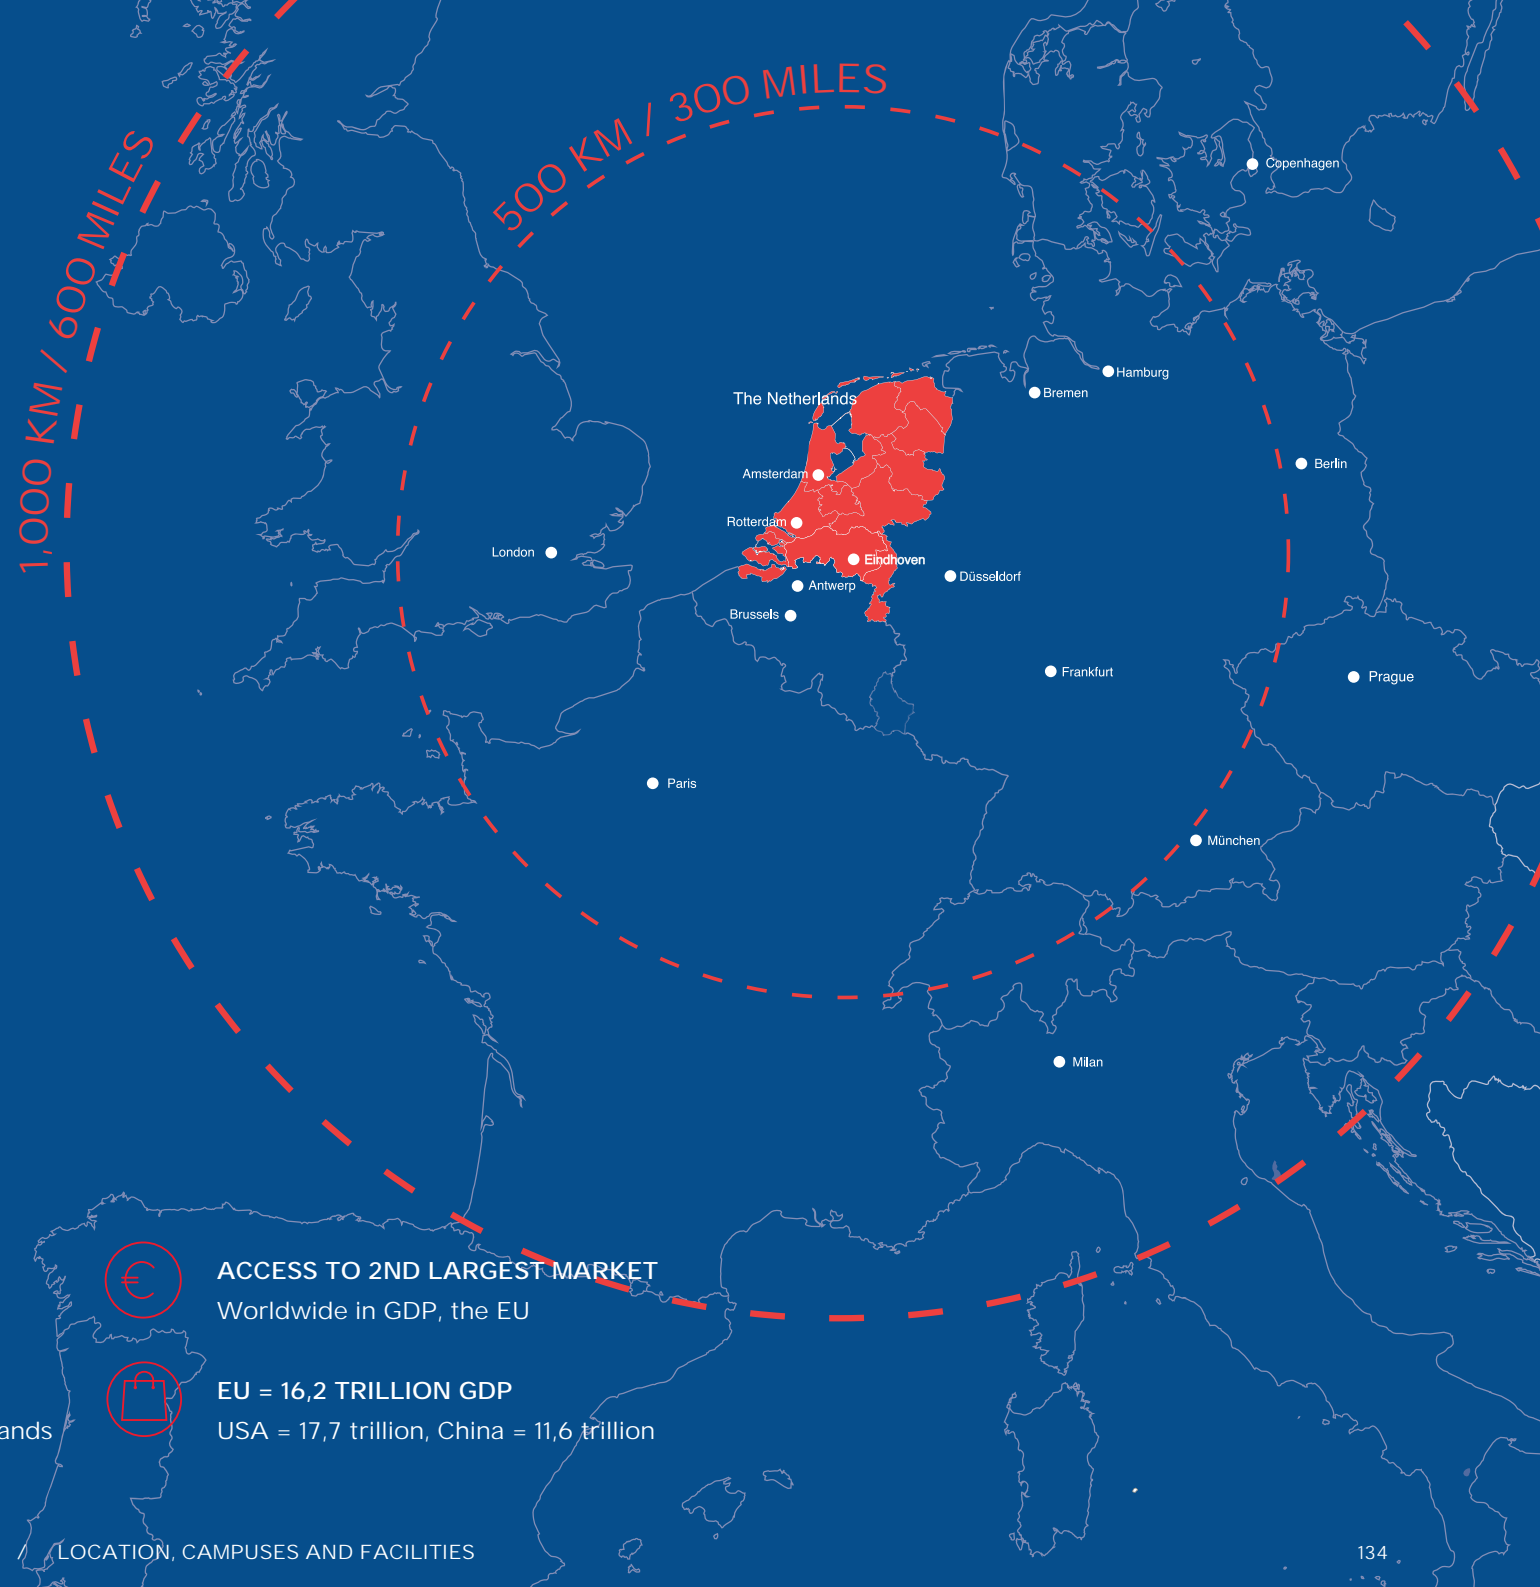 500 KM / 300 MILES
1,000 KM / 600 MILES
Copenhagen
Hamburg
Bremen
The Netherlands
Berlin
Amsterdam
Rotterdam
London
Eindhoven
Düsseldorf
Antwerp
Brussels
Frankfurt
Prague
Paris
München
Milan
€
ACCESS TO 2ND LARGEST MARKET
Worldwide in GDP, the EU
EU = 16,2 TRILLION GDP
USA = 17,7 trillion, China = 11,6 trillion
ands
/ LOCATION, CAMPUSES AND FACILITIES
134